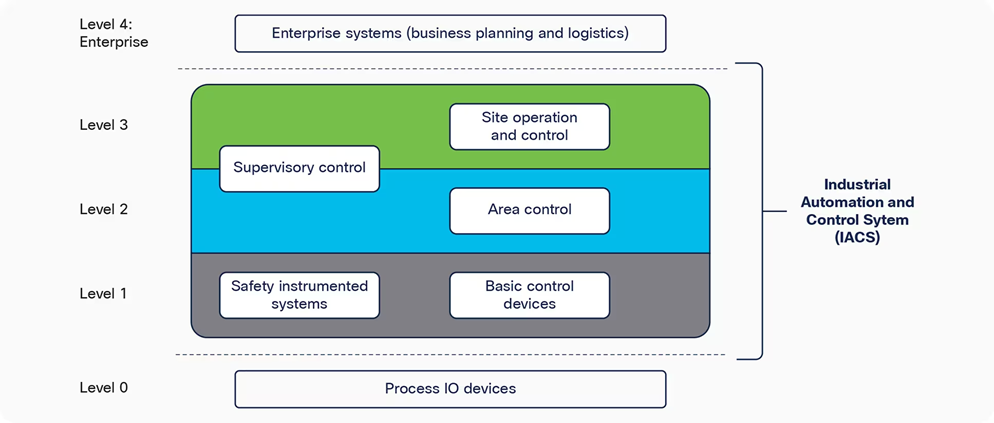 Level 4:
Enterprise
Enterprise systems (business planning and logistics)
Level 3
Site operation
and control
Supervisory control
Level 2
Area control
Industrial
Automation and
Control Sytem
(IACS)
Level 1
Safety instrumented
systems
Basic control
devices
Level 0
Process IO devices